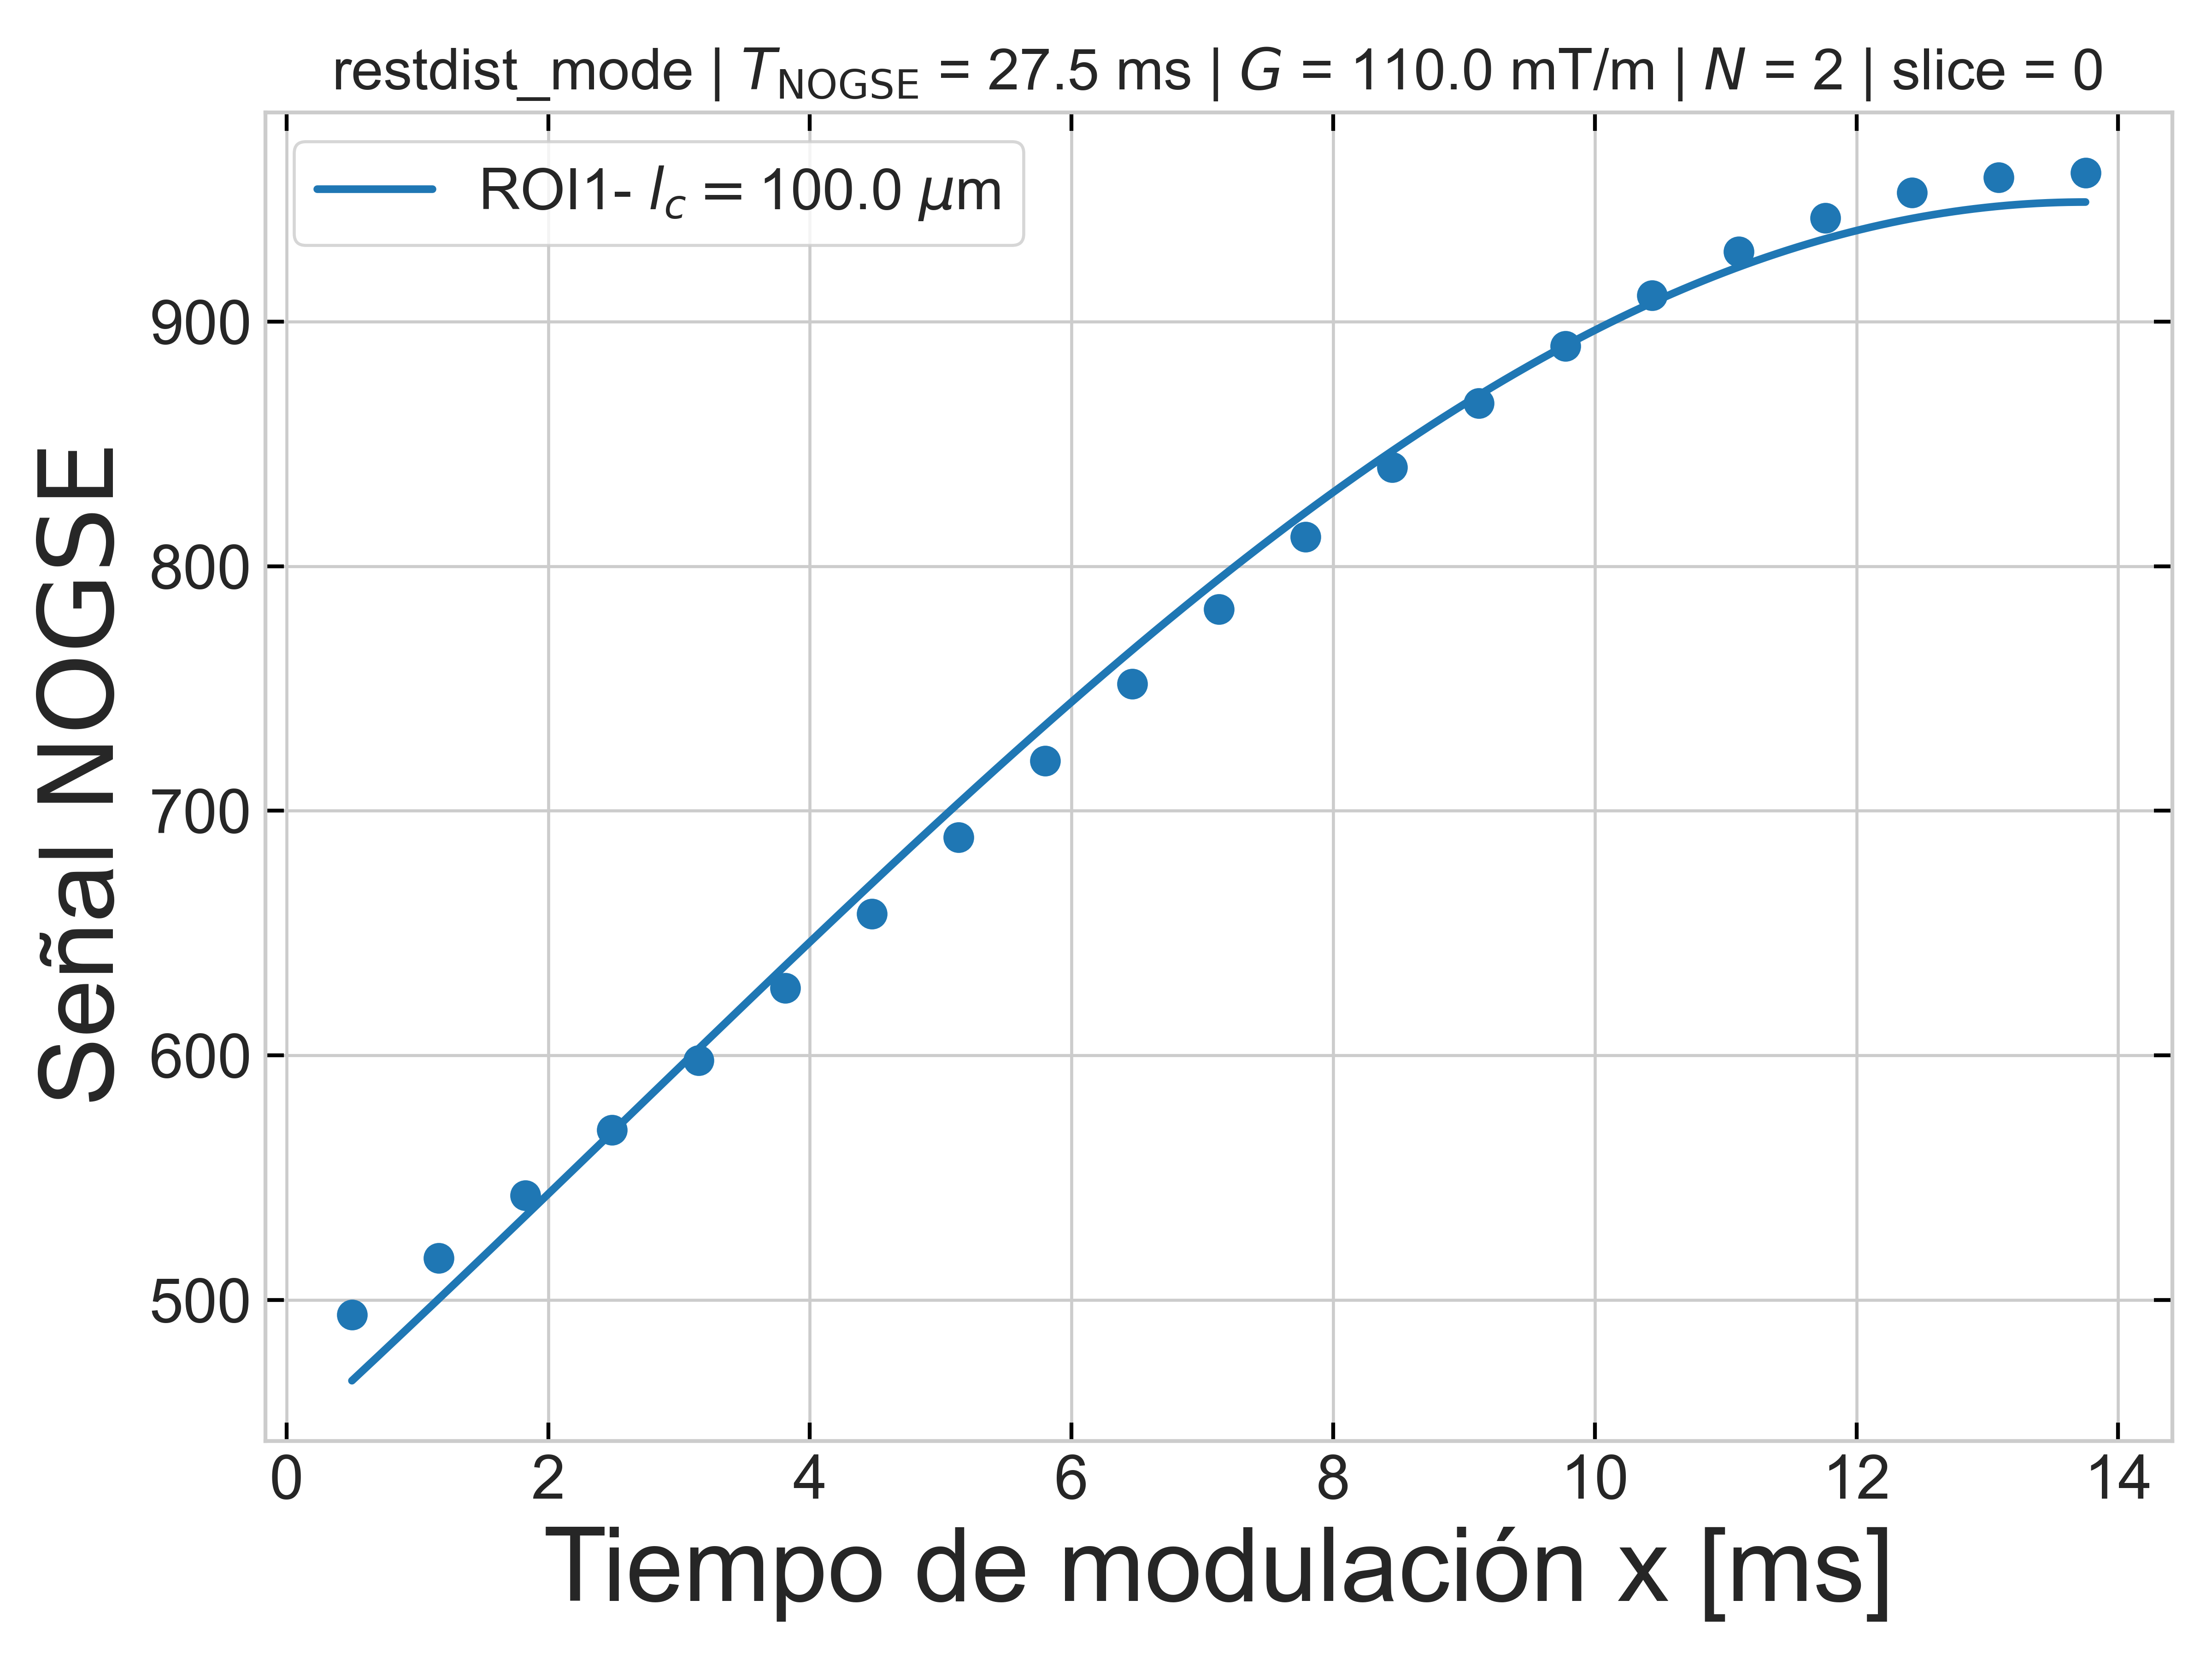 restdist_mode | T_NOGSE = 27.5 ms | G = 110.0 mT/m | N = 2 | slice = 0
ROI1- l_c = 100.0 μm
Señal NOGSE
900
800
700
600
500
0 2 4 6 8 10 12 14
Tiempo de modulación x [ms]